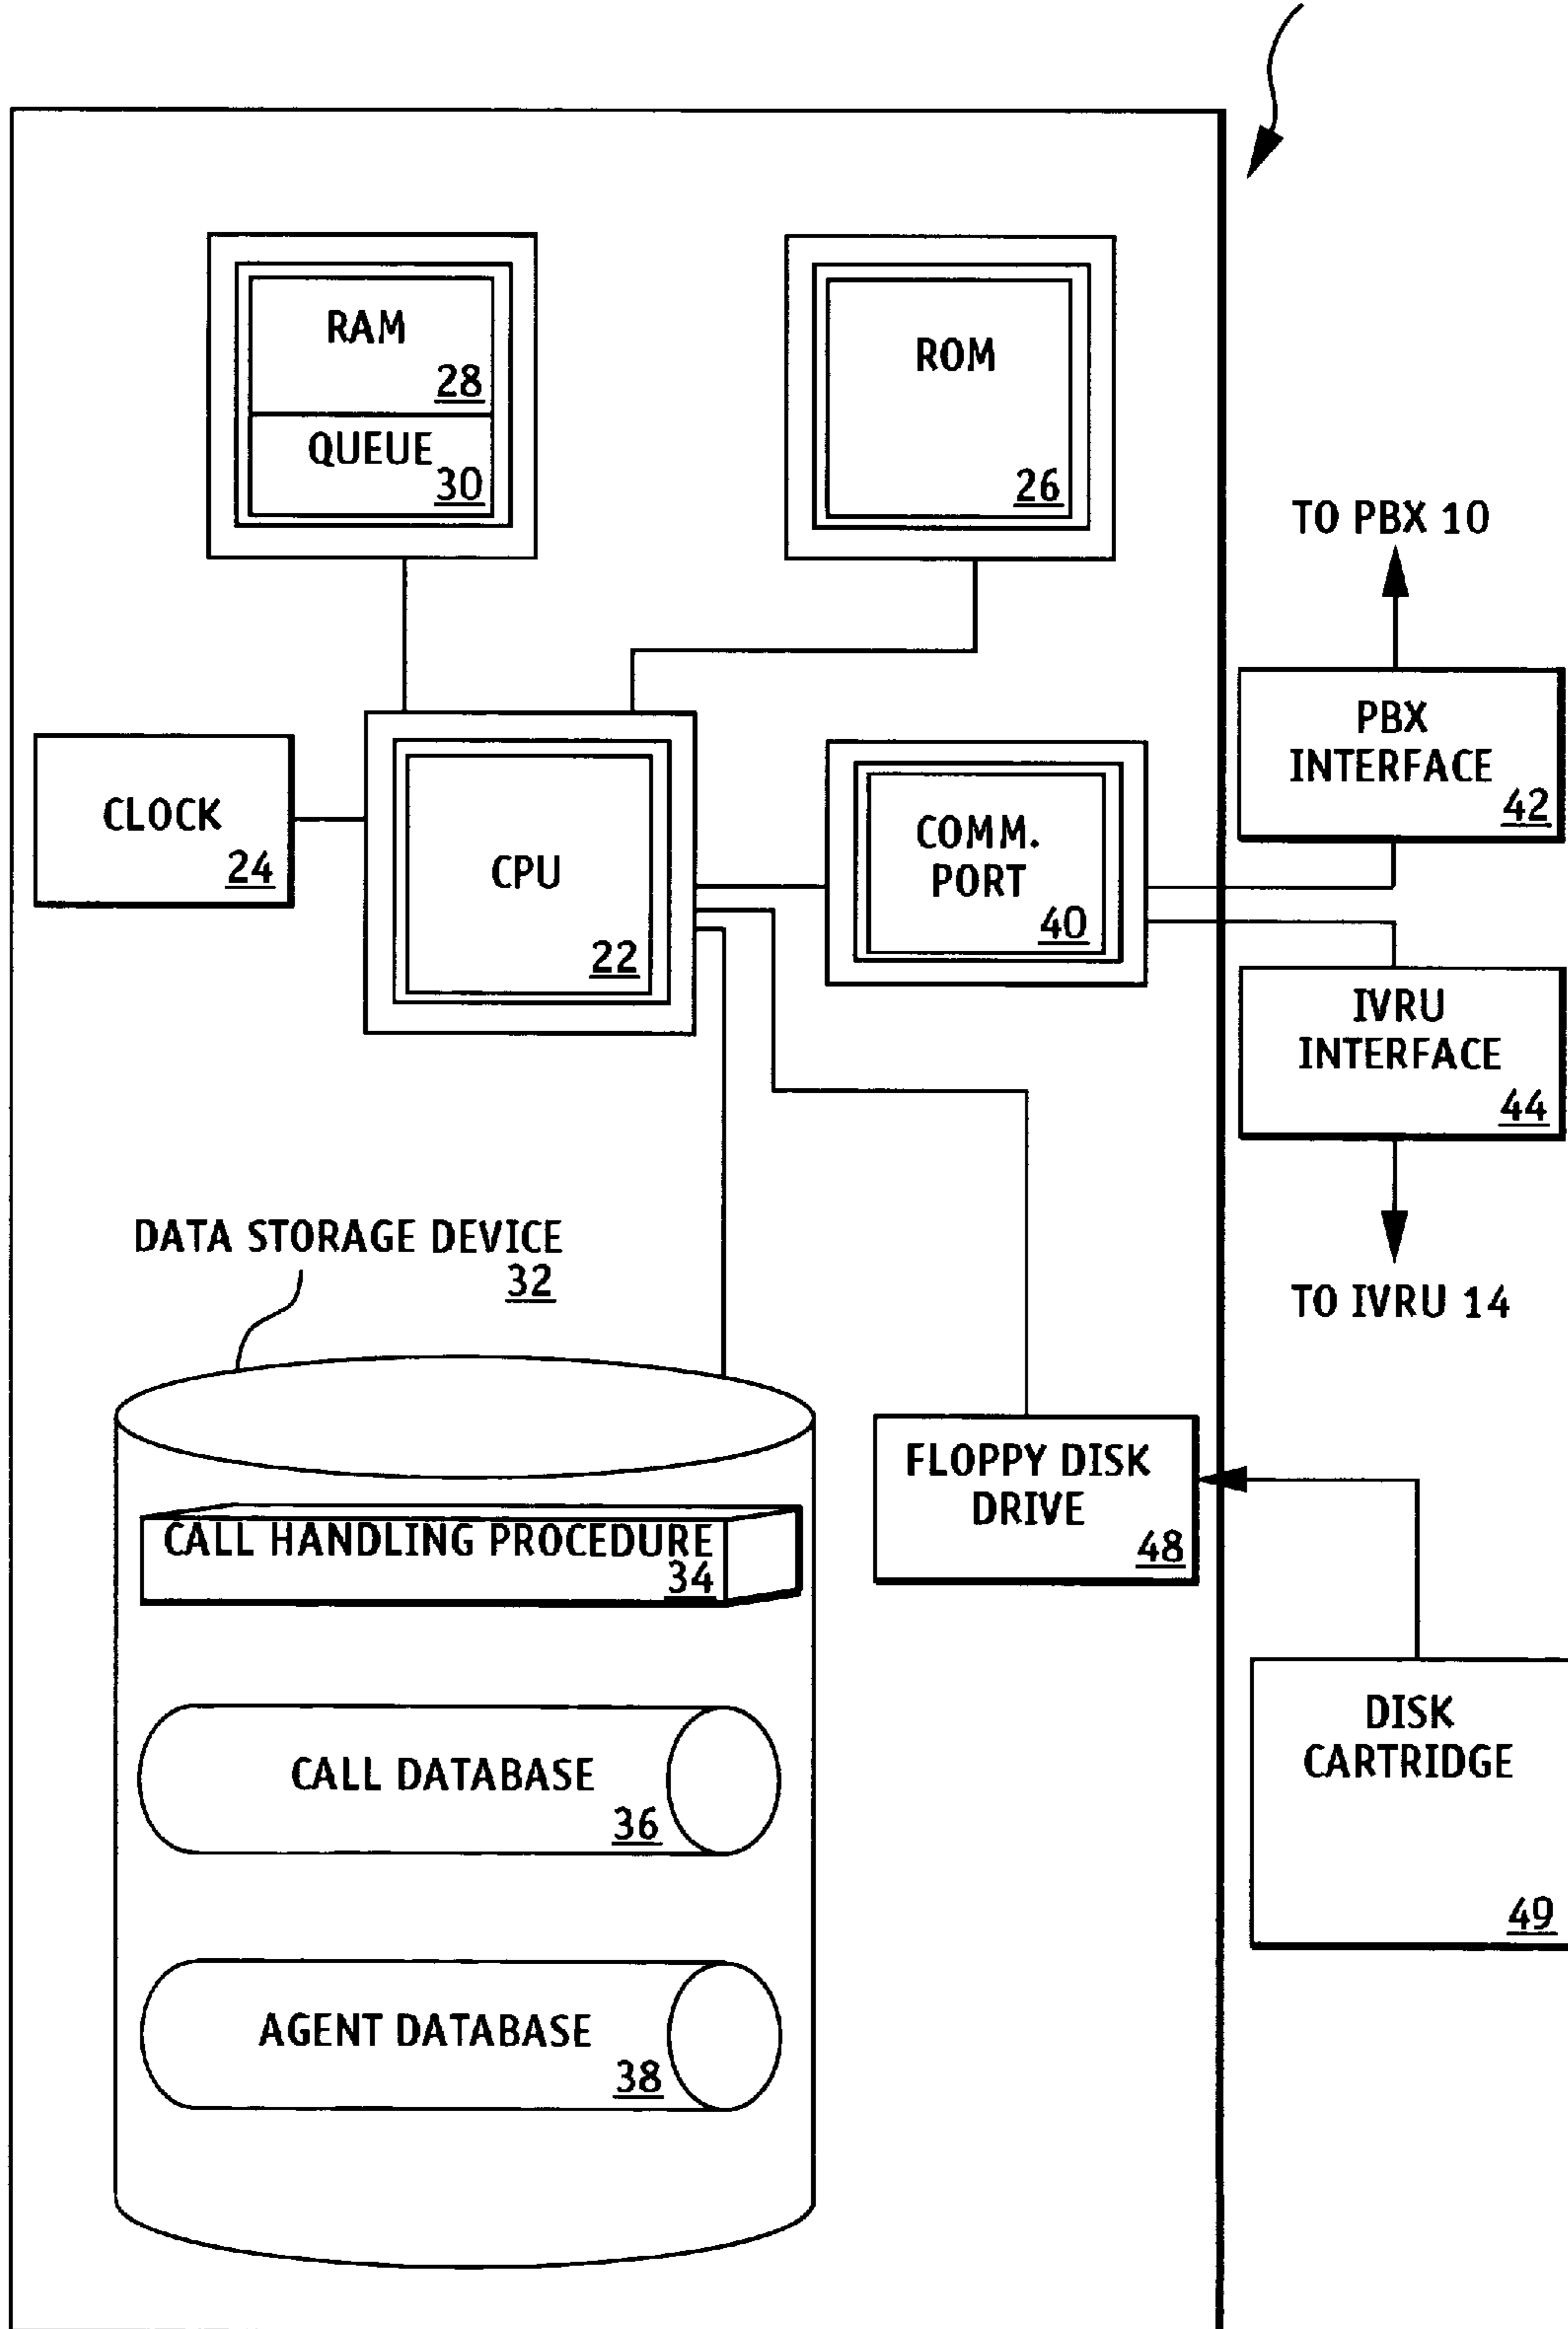 RAM
28
QUEUE
30
ROM
26
TO PBX 10
PBX
INTERFACE
42
CLOCK
24
CPU
22
COMM.
PORT
40
IVRU
INTERFACE
44
TO IVRU 14
DATA STORAGE DEVICE
32
FLOPPY DISK
DRIVE
48
CALL HANDLING PROCEDURE
34
DISK
CARTRIDGE
49
CALL DATABASE
36
AGENT DATABASE
38